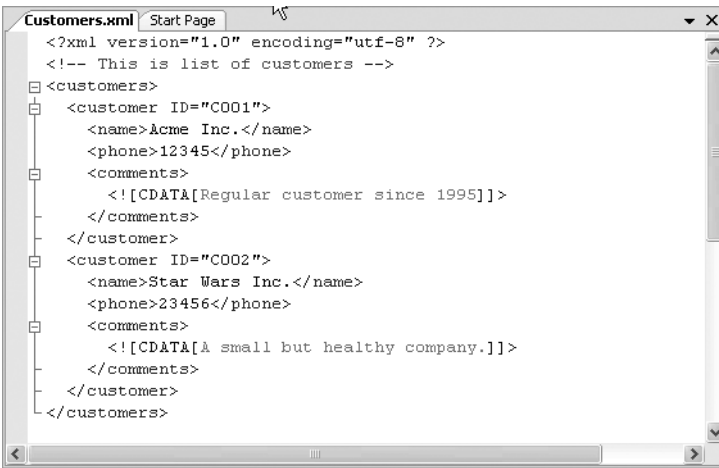 Customers.xml Start Page
<?xml version="1.0" encoding="utf-8" ?>
<!-- This is list of customers -->
<customers>
<customer ID="C001">
<name>Acme Inc.</name>
<phone>12345</phone>
<comments>
<![CDATA[Regular customer since 1995]]>
</comments>
</customer>
<customer ID="C002">
<name>Star Wars Inc.</name>
<phone>23456</phone>
<comments>
<![CDATA[A small but healthy company.]]>
</comments>
</customer>
</customers>